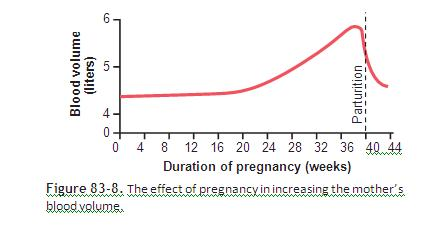 6
5
4
0
Blood volume
(liters)
Parturition
0 4 8 12 16 20 24 28 32 36 40 44
Duration of pregnancy (weeks)
Figure 83-8. The effect of pregnancy in increasing the mother's
blood volume.